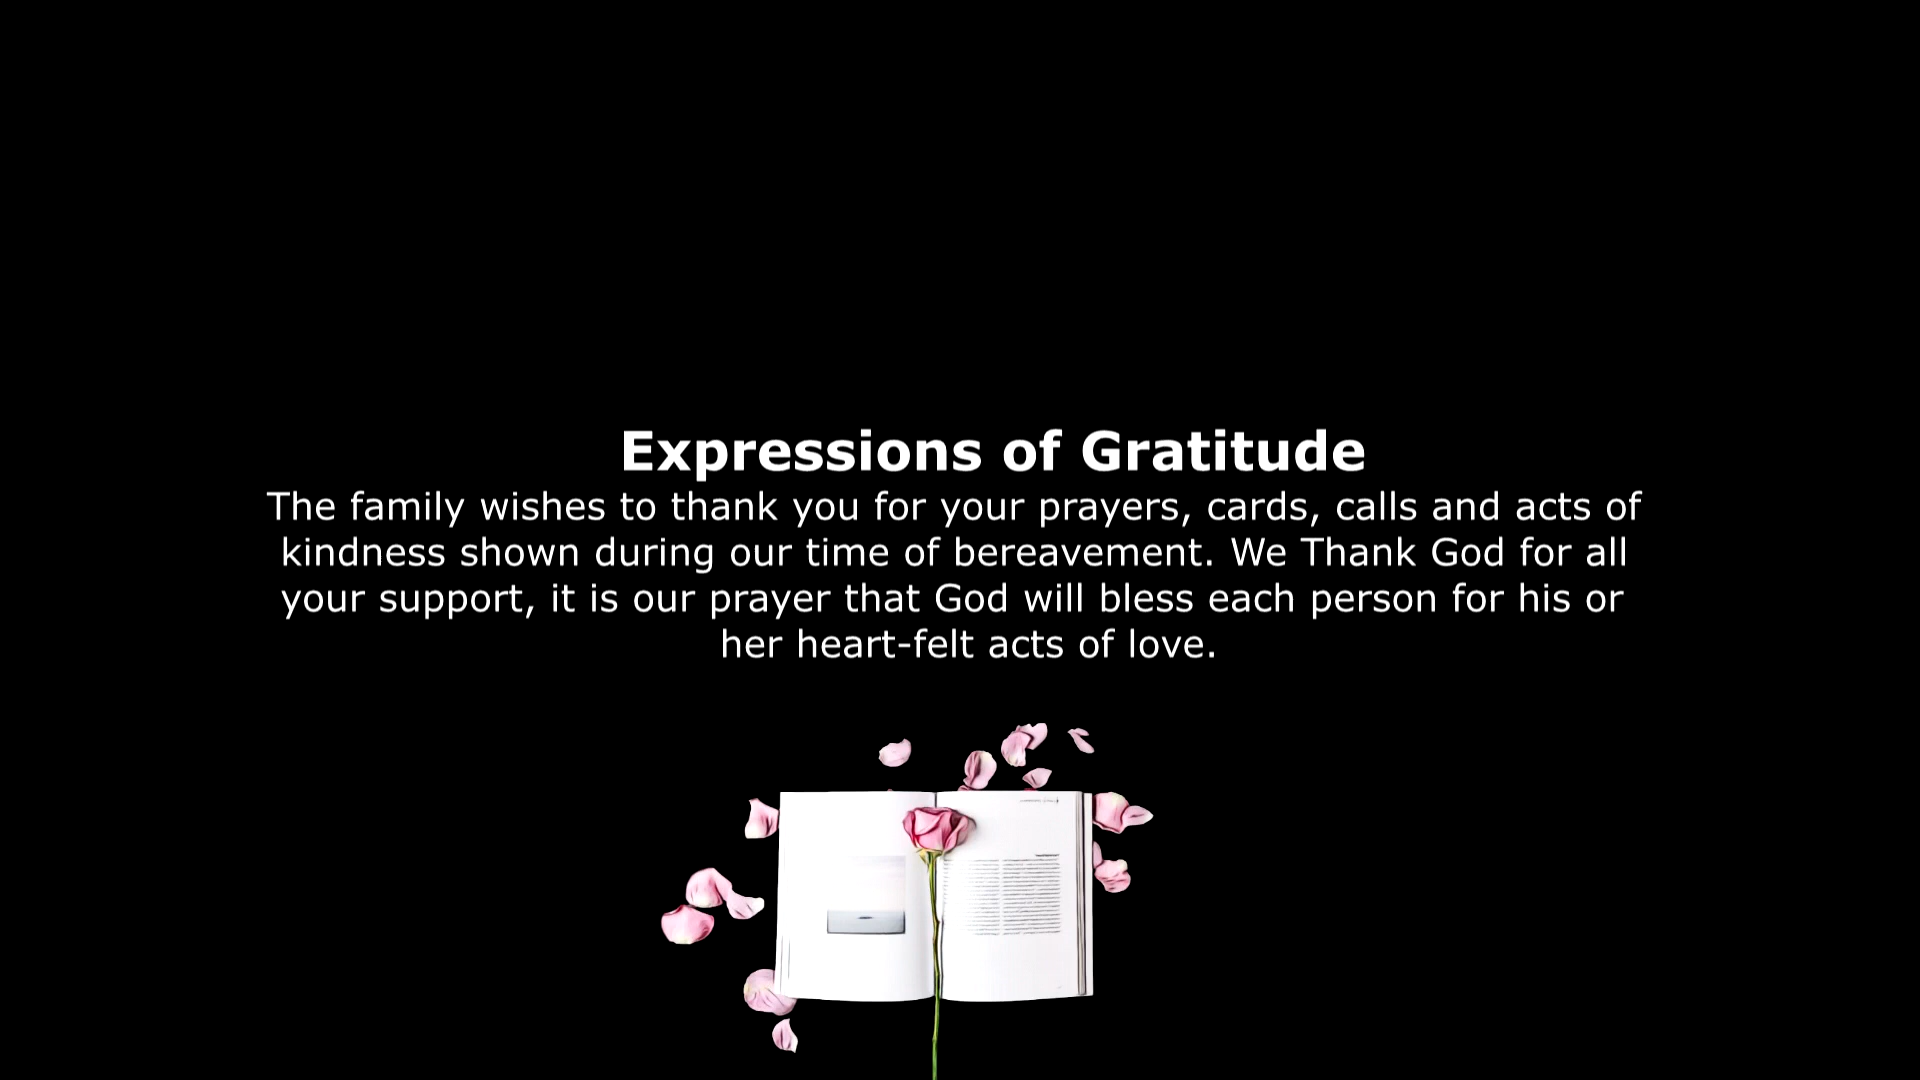 Expressions of Gratitude
The family wishes to thank you for your prayers, cards, calls and acts of
kindness shown during our time of bereavement. We Thank God for all
your support, it is our prayer that God will bless each person for his or
her heart-felt acts of love.